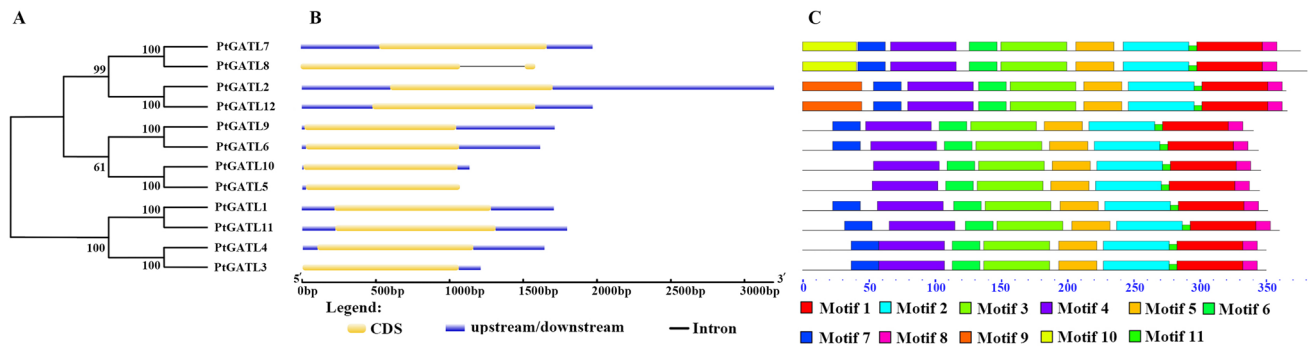 A
B
C
PtGATL7
PtGATL8
PtGATL2
PtGATL12
PtGATL9
PtGATL6
PtGATL10
PtGATL5
PtGATL1
PtGATL11
PtGATL4
PtGATL3
100
99
100
100
61
100
100
100
100
5′ 3′
0bp 500bp 1000bp 1500bp 2000bp 2500bp 3000bp
Legend:
CDS upstream/downstream Intron
0 50 100 150 200 250 300 350
Motif 1 Motif 2 Motif 3 Motif 4 Motif 5 Motif 6
Motif 7 Motif 8 Motif 9 Motif 10 Motif 11